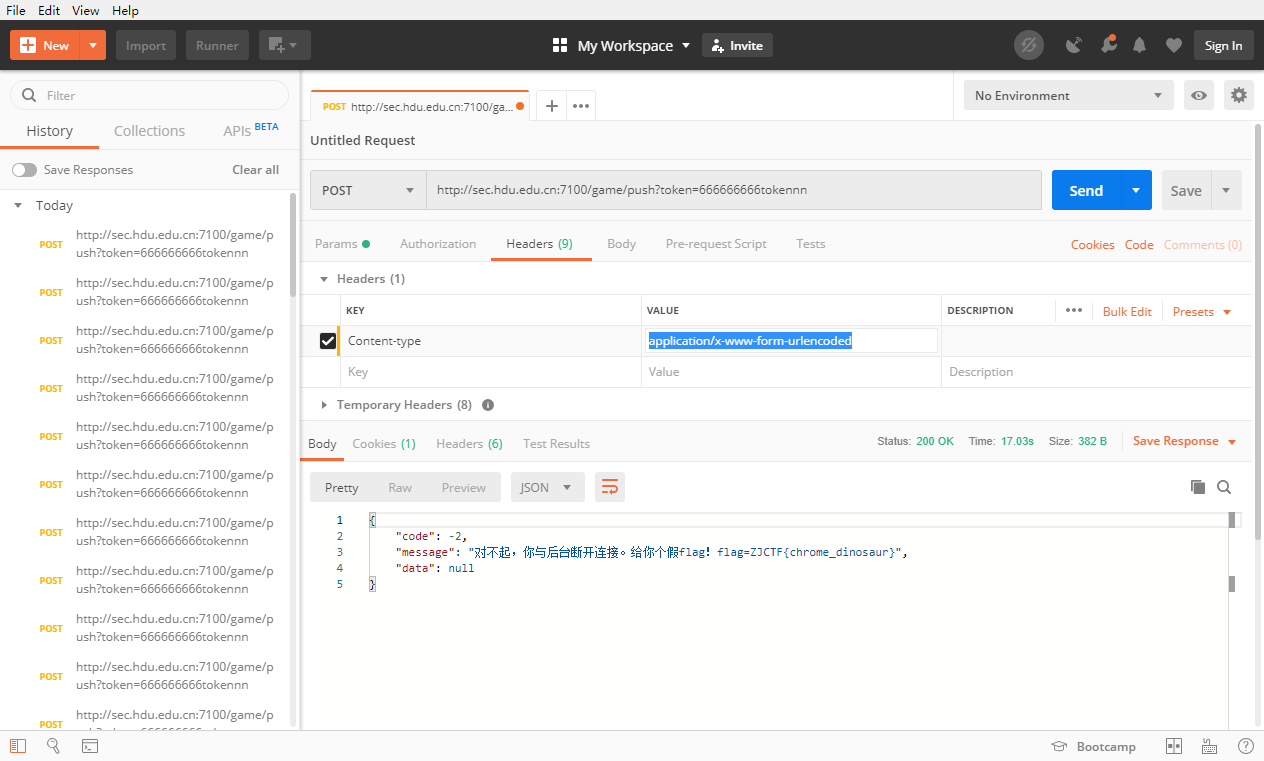 File Edit View Help
New Import Runner My Workspace Invite Sign In
Filter
History Collections APIs BETA
Save Responses Clear all
Today
POST http://sec.hdu.edu.cn:7100/game/p
ush?token=666666666tokennn
POST http://sec.hdu.edu.cn:7100/game/p
ush?token=666666666tokennn
POST http://sec.hdu.edu.cn:7100/game/p
ush?token=666666666tokennn
POST http://sec.hdu.edu.cn:7100/game/p
ush?token=666666666tokennn
POST http://sec.hdu.edu.cn:7100/game/p
ush?token=666666666tokennn
POST http://sec.hdu.edu.cn:7100/game/p
ush?token=666666666tokennn
POST http://sec.hdu.edu.cn:7100/game/p
ush?token=666666666tokennn
POST http://sec.hdu.edu.cn:7100/game/p
ush?token=666666666tokennn
POST http://sec.hdu.edu.cn:7100/game/p
ush?token=666666666tokennn
POST http://sec.hdu.edu.cn:7100/game/p
ush?token=666666666tokennn
POST http://sec.hdu.edu.cn:7100/game/p
POST http://sec.hdu.edu.cn:7100/ga...
No Environment
Untitled Request
POST http://sec.hdu.edu.cn:7100/game/push?token=666666666tokennn Send Save
Params Authorization Headers (9) Body Pre-request Script Tests Cookies Code Comments (0)
Headers (1)
KEY VALUE DESCRIPTION Bulk Edit Presets
Content-type application/x-www-form-urlencoded
Key Value Description
Temporary Headers (8)
Body Cookies (1) Headers (6) Test Results Status: 200 OK Time: 17.03s Size: 382 B Save Response
Pretty Raw Preview JSON
1 {
2 "code": -2,
3 "message": "对不起，你与后台断开连接。给你个假flag! flag=ZJCTF{chrome_dinosaur}",
4 "data": null
5 }
Bootcamp